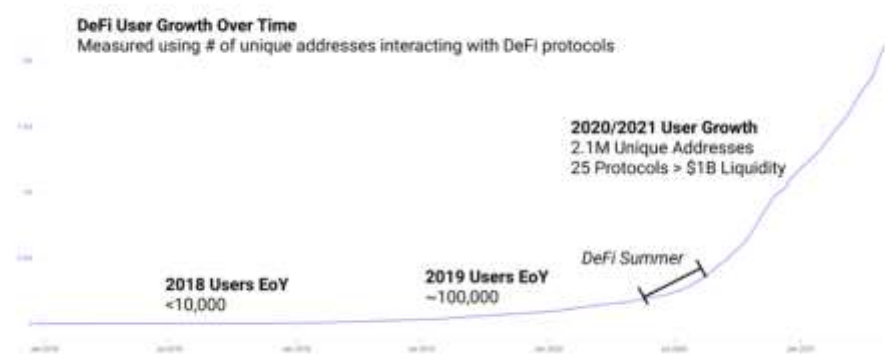 DeFi User Growth Over Time
Measured using # of unique addresses interacting with DeFi protocols
2020/2021 User Growth
2.1M Unique Addresses
25 Protocols > $1B Liquidity
DeFi Summer
2018 Users EoY
<10,000
2019 Users EoY
~100,000